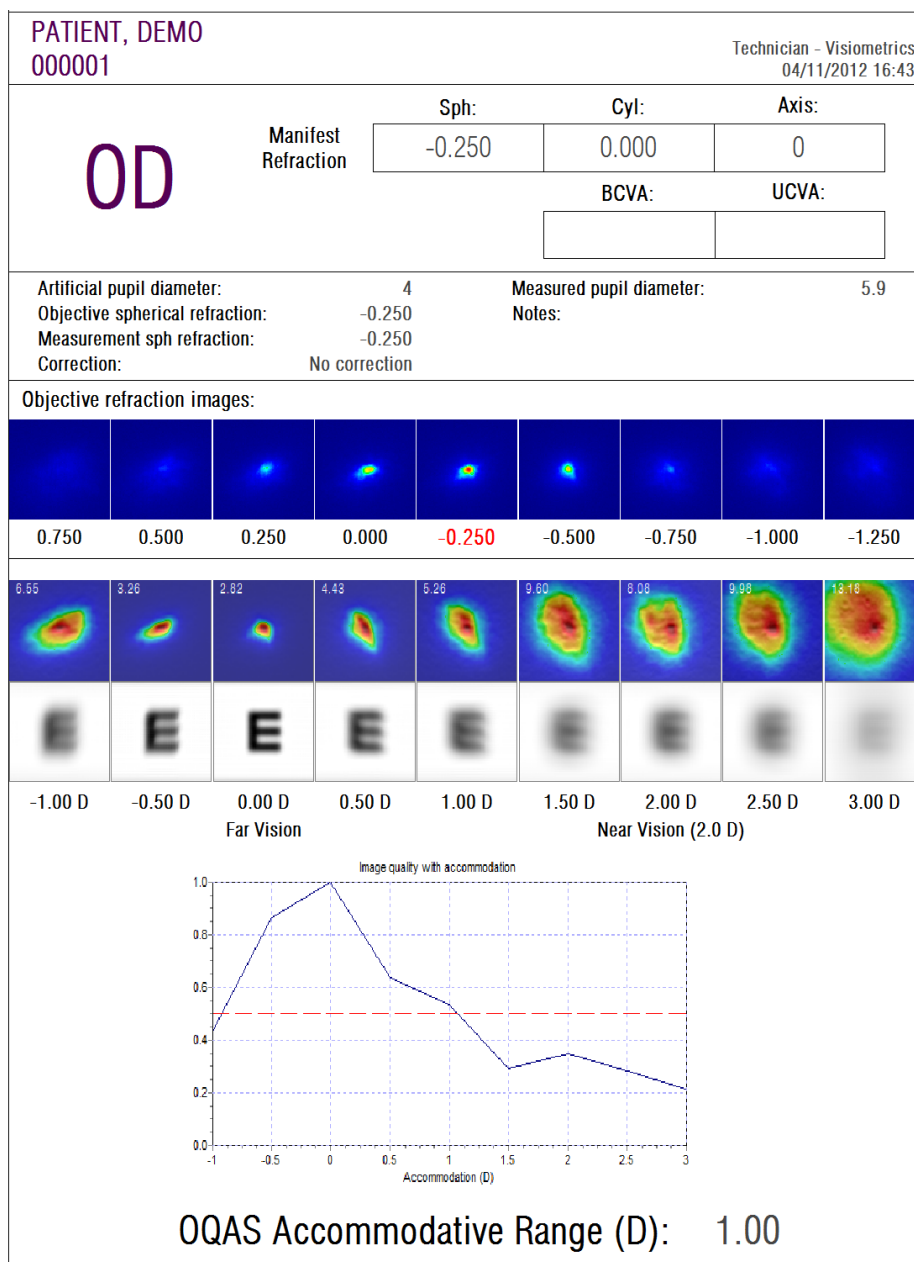 PATIENT, DEMO
000001
Technician - Visiometrics
04/11/2012 16:43
OD
Manifest
Refraction
Sph: Cyl: Axis:
-0.250 0.000 0
BCVA: UCVA:
Artificial pupil diameter: 4 Measured pupil diameter: 5.9
Objective spherical refraction: -0.250 Notes:
Measurement sph refraction: -0.250
Correction: No correction
Objective refraction images:
0.750 0.500 0.250 0.000 -0.250 -0.500 -0.750 -1.000 -1.250
6.55 3.26 2.82 4.43 5.26 9.60 8.08 9.98 13.16
E E E E E E E E E
-1.00 D -0.50 D 0.00 D 0.50 D 1.00 D 1.50 D 2.00 D 2.50 D 3.00 D
Far Vision Near Vision (2.0 D)
Image quality with accommodation
1.0
0.8
0.6
0.4
0.2
0.0
-1 -0.5 0 0.5 1 1.5 2 2.5 3
Accommodation (D)
OQAS Accommodative Range (D): 1.00